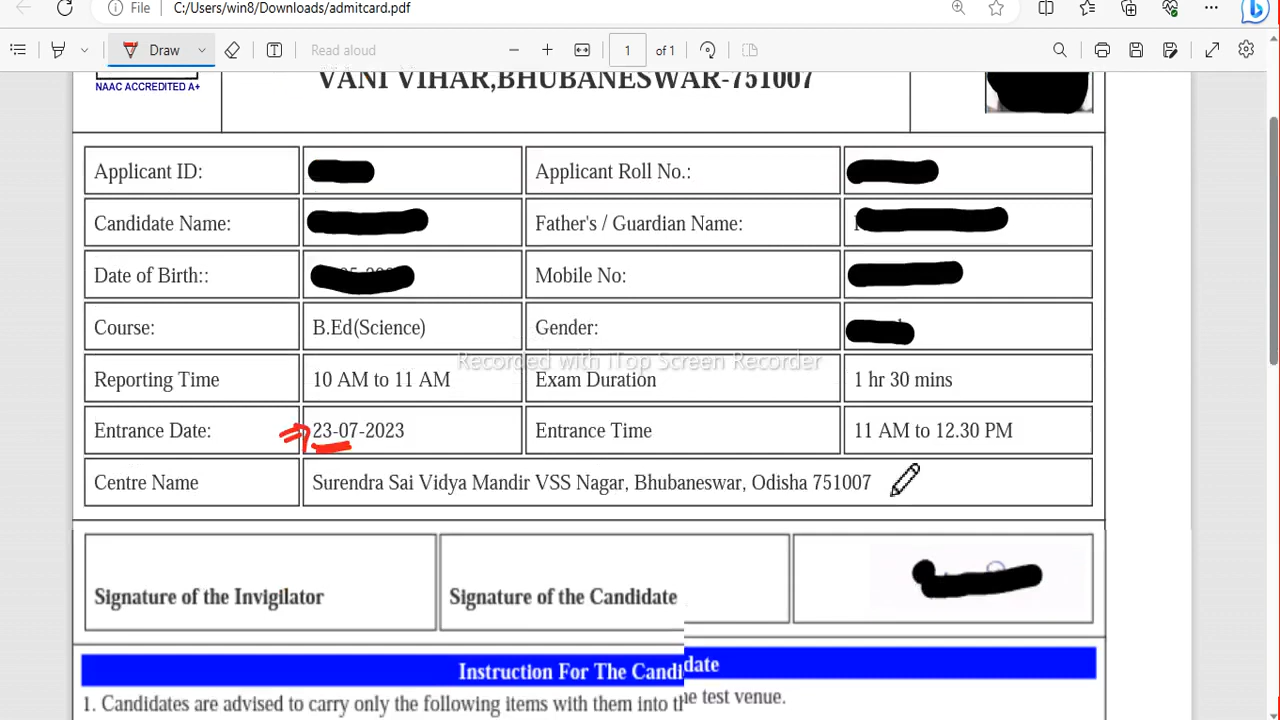 File C:/Users/win8/Downloads/admitcard.pdf
Draw Read aloud 1 of 1
NAAC ACCREDITED A+
VANI VIHAR,BHUBANESWAR-751007
Applicant ID: Applicant Roll No.:
Candidate Name: Father's / Guardian Name:
Date of Birth:: Mobile No:
Course: B.Ed(Science) Gender:
Recorded with iTop Screen Recorder
Reporting Time 10 AM to 11 AM Exam Duration 1 hr 30 mins
Entrance Date: 23-07-2023 Entrance Time 11 AM to 12.30 PM
Centre Name Surendra Sai Vidya Mandir VSS Nagar, Bhubaneswar, Odisha 751007
Signature of the Invigilator Signature of the Candidate
Instruction For The Candidate
1. Candidates are advised to carry only the following items with them into the test venue.